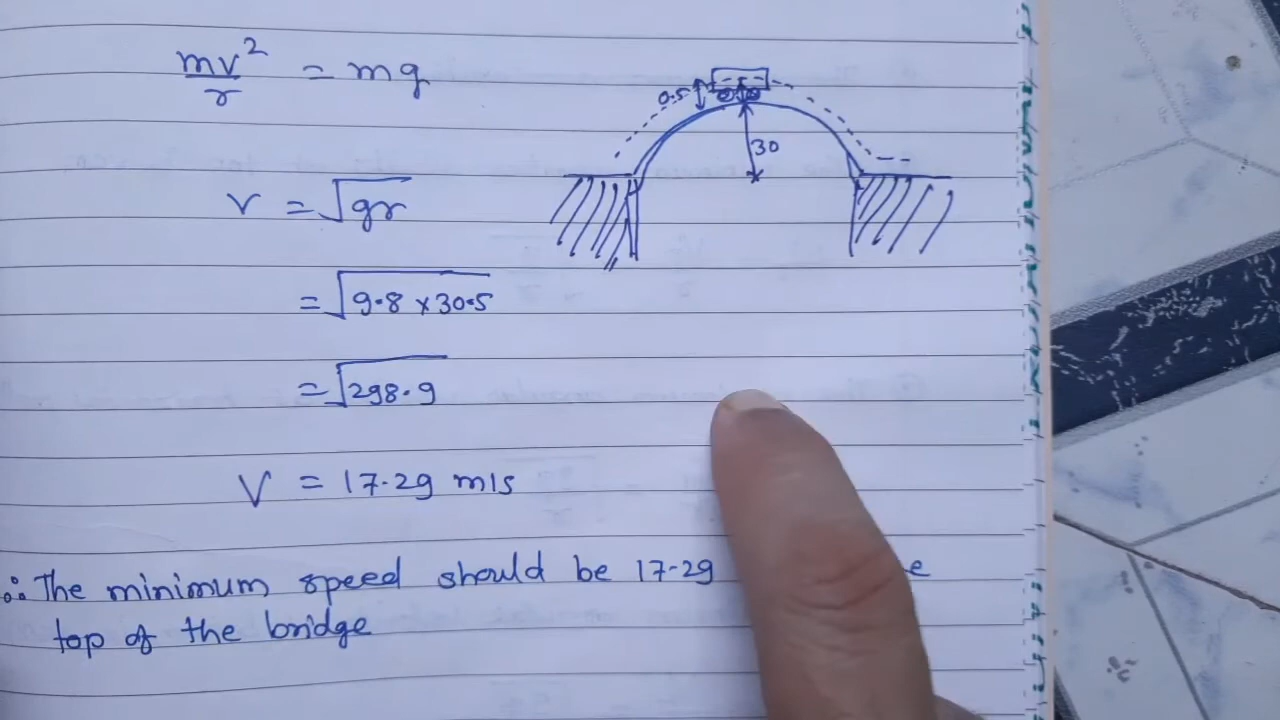 mv²/r = mg
0.5
30
v = √gr
= √9.8 x 30.5
= √298.9
V = 17.29 m/s
∴ The minimum speed should be 17.29 e
top of the bridge